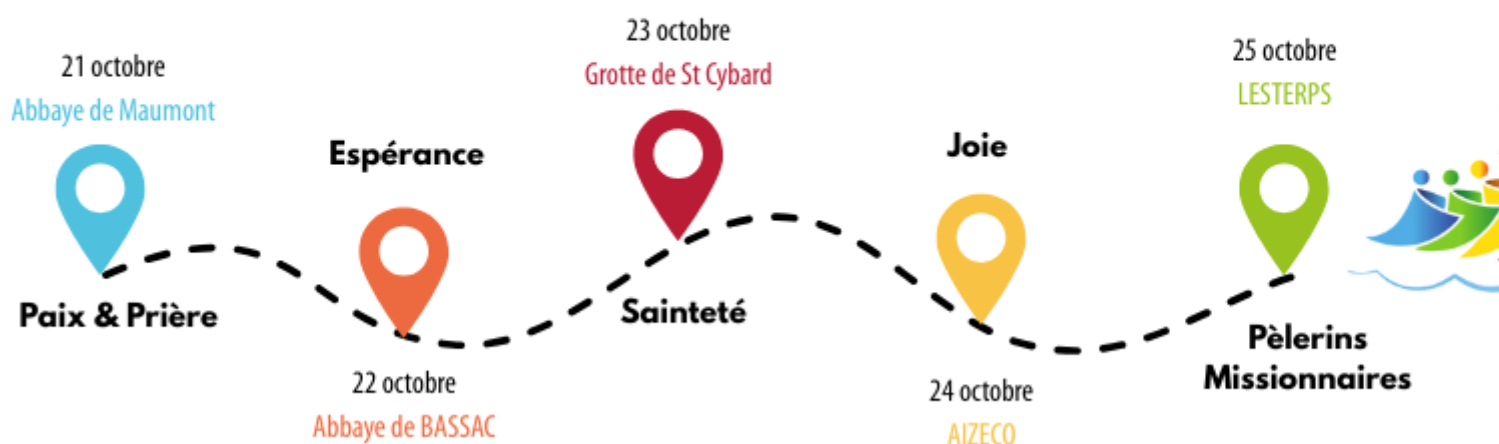 21 octobre
Abbaye de Maumont
Paix & Prière
Espérance
22 octobre
Abbaye de BASSAC
23 octobre
Grotte de St Cybard
Sainteté
Joie
24 octobre
AIZECQ
25 octobre
LESTERPS
Pèlerins
Missionnaires